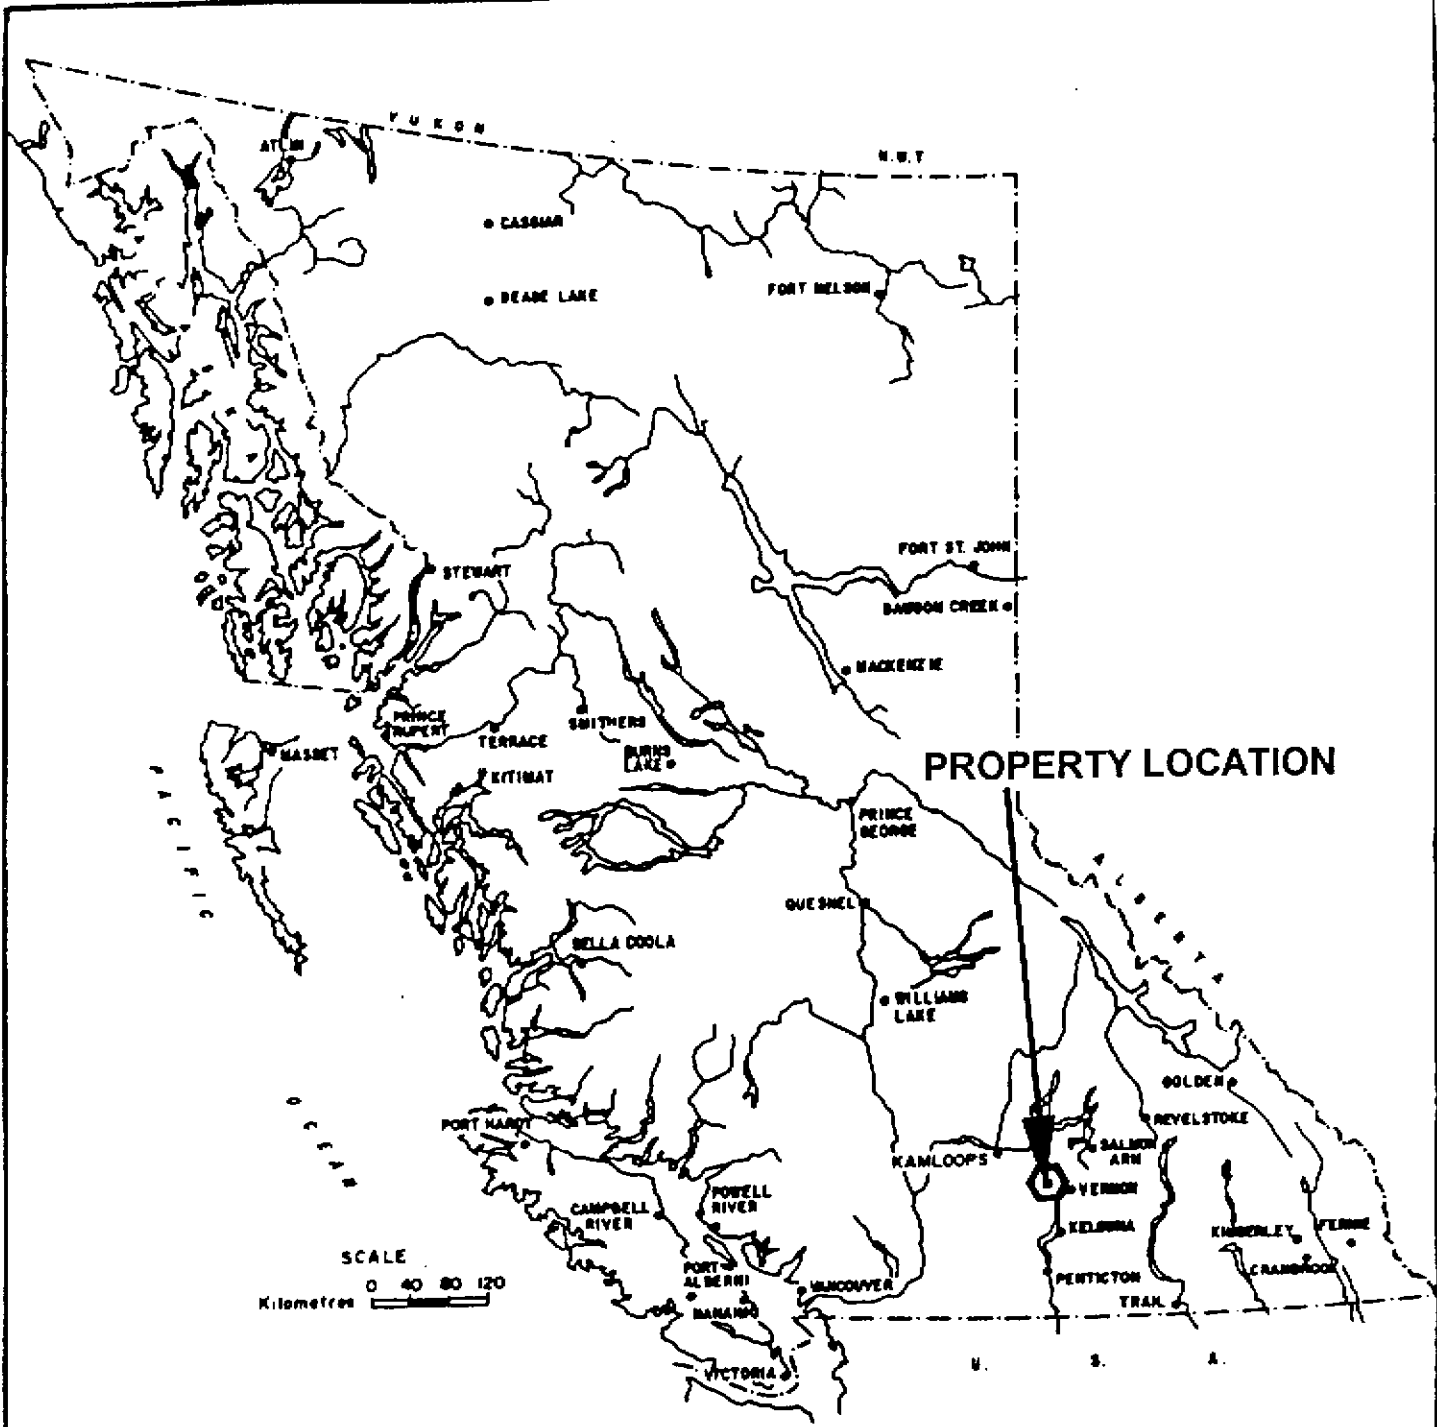 YUKON
N.W.T
ATLIN
CASSIAR
DEASE LAKE
FORT NELSON
STEWART
FORT ST. JOHN
DAWSON CREEK
MACKENZIE
PRINCE
RUPERT
TERRACE
SMITHERS
BURNS
LAKE
MASSET
KITIMAT
PROPERTY LOCATION
PRINCE
GEORGE
PACIFIC
ALBERTA
QUESNEL
BELLA COOLA
WILLIAMS
LAKE
OCEAN
GOLDEN
REVELSTOKE
PORT HARDY
KAMLOOPS
SALMON
ARM
VERNON
CAMPBELL
RIVER
POWELL
RIVER
KELOWNA
KIMBERLEY
FERNIE
SCALE
0 40 80 120
Kilometres
PORT
ALBERNI
NANAIMO
VANCOUVER
PENTICTON
CRANBROOK
TRAIL
VICTORIA
U. S. A.